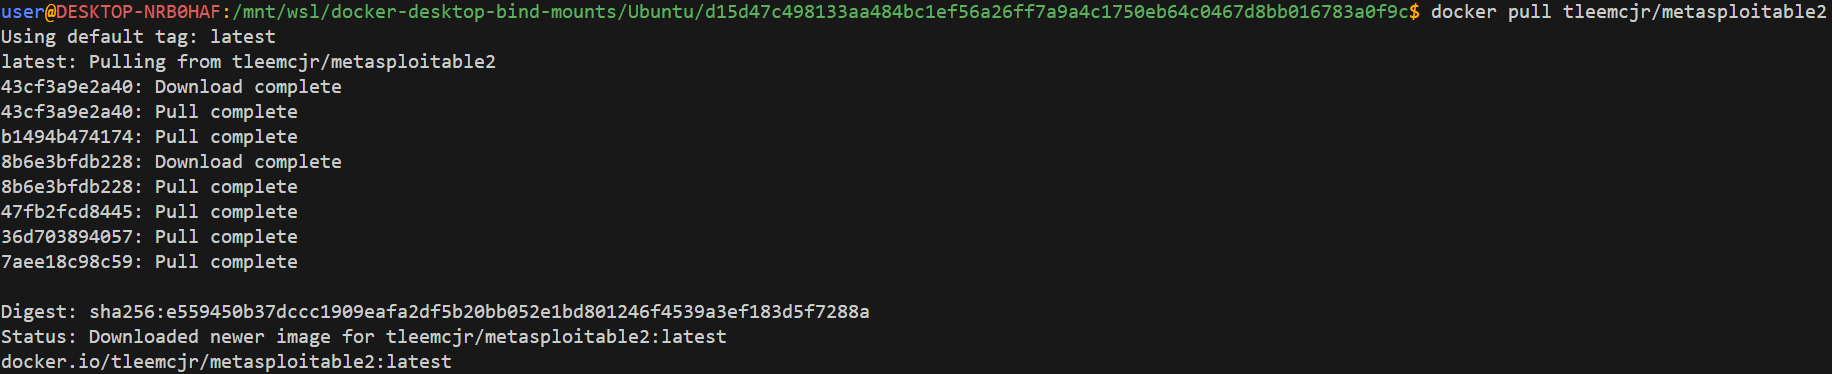 user@DESKTOP-NRB0HAF:/mnt/wsl/docker-desktop-bind-mounts/Ubuntu/d15d47c498133aa484bc1ef56a26ff7a9a4c1750eb64c0467d8bb016783a0f9c$ docker pull tleemcjr/metasploitable2
Using default tag: latest
latest: Pulling from tleemcjr/metasploitable2
43cf3a9e2a40: Download complete
43cf3a9e2a40: Pull complete
b1494b474174: Pull complete
8b6e3bfdb228: Download complete
8b6e3bfdb228: Pull complete
47fb2fcd8445: Pull complete
36d703894057: Pull complete
7aee18c98c59: Pull complete
Digest: sha256:e559450b37dccc1909eafa2df5b20bb052e1bd801246f4539a3ef183d5f7288a
Status: Downloaded newer image for tleemcjr/metasploitable2:latest
docker.io/tleemcjr/metasploitable2:latest